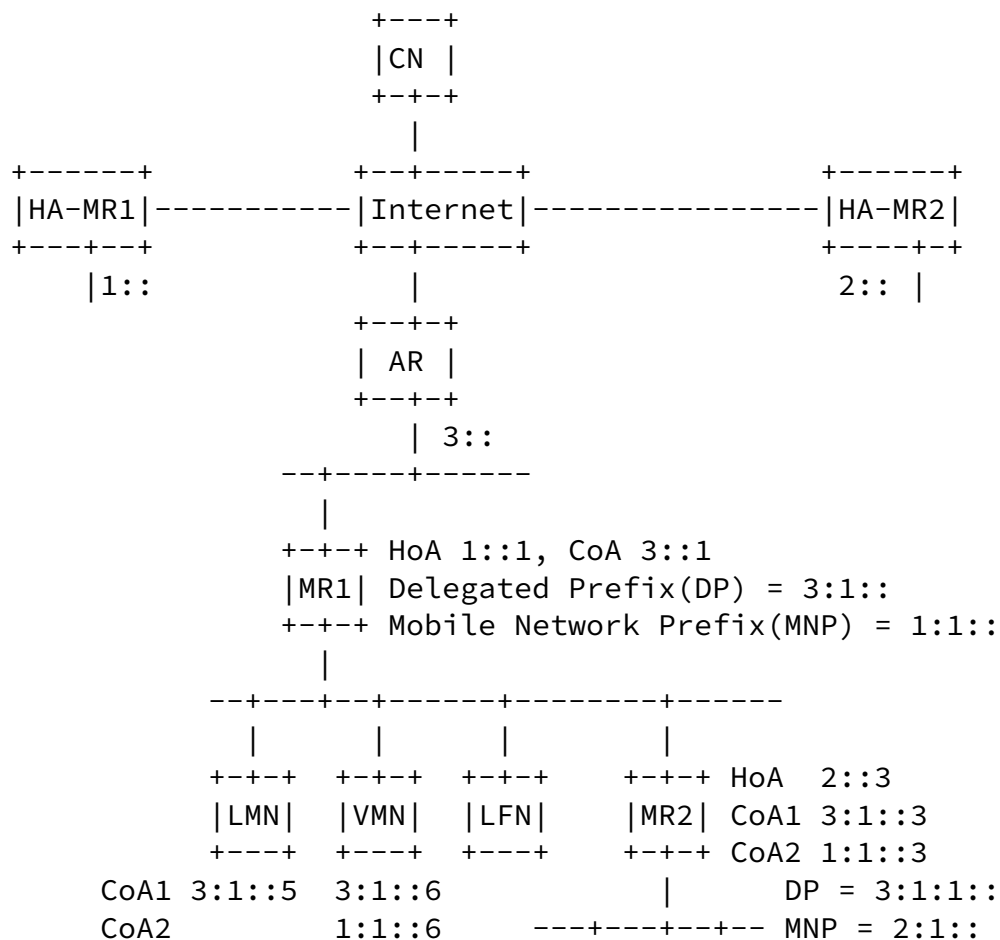 CN
HA-MR1 Internet HA-MR2
1:: 2::
AR
3::
HoA 1::1, CoA 3::1
MR1 Delegated Prefix(DP) = 3:1::
Mobile Network Prefix(MNP) = 1:1::
HoA 2::3
LMN VMN LFN MR2 CoA1 3:1::3
CoA2 1:1::3
CoA1 3:1::5 3:1::6 DP = 3:1:1::
CoA2 1:1::6 MNP = 2:1::